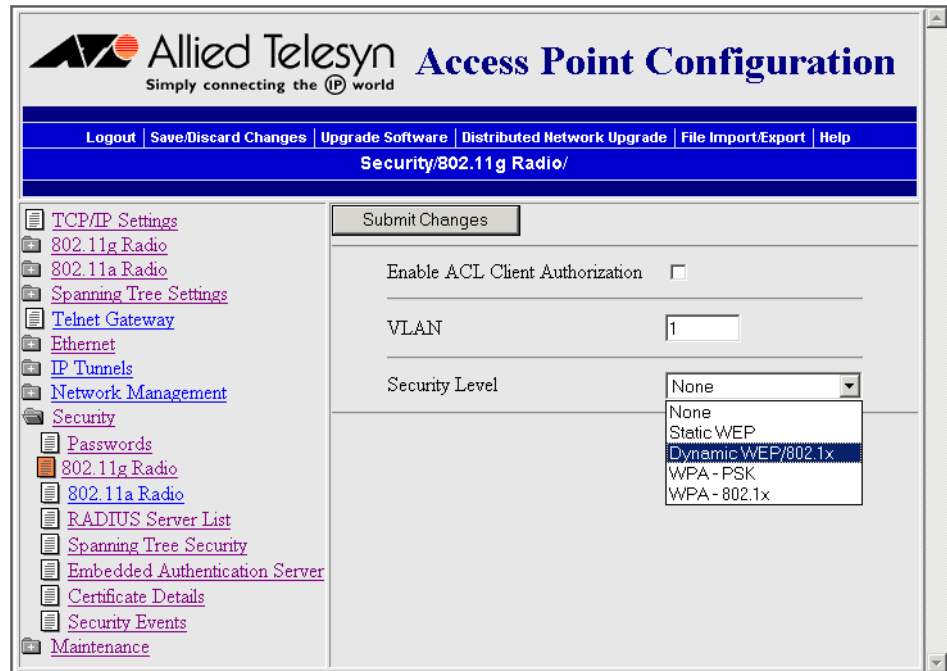 Allied Telesyn
Simply connecting the IP world
Access Point Configuration
Logout | Save/Discard Changes | Upgrade Software | Distributed Network Upgrade | File Import/Export | Help
Security/802.11g Radio/
TCP/IP Settings
802.11g Radio
802.11a Radio
Spanning Tree Settings
Telnet Gateway
Ethernet
IP Tunnels
Network Management
Security
Passwords
802.11g Radio
802.11a Radio
RADIUS Server List
Spanning Tree Security
Embedded Authentication Server
Certificate Details
Security Events
Maintenance
Submit Changes
Enable ACL Client Authorization
VLAN 1
Security Level None
None
Static WEP
Dynamic WEP/802.1x
WPA - PSK
WPA - 802.1x